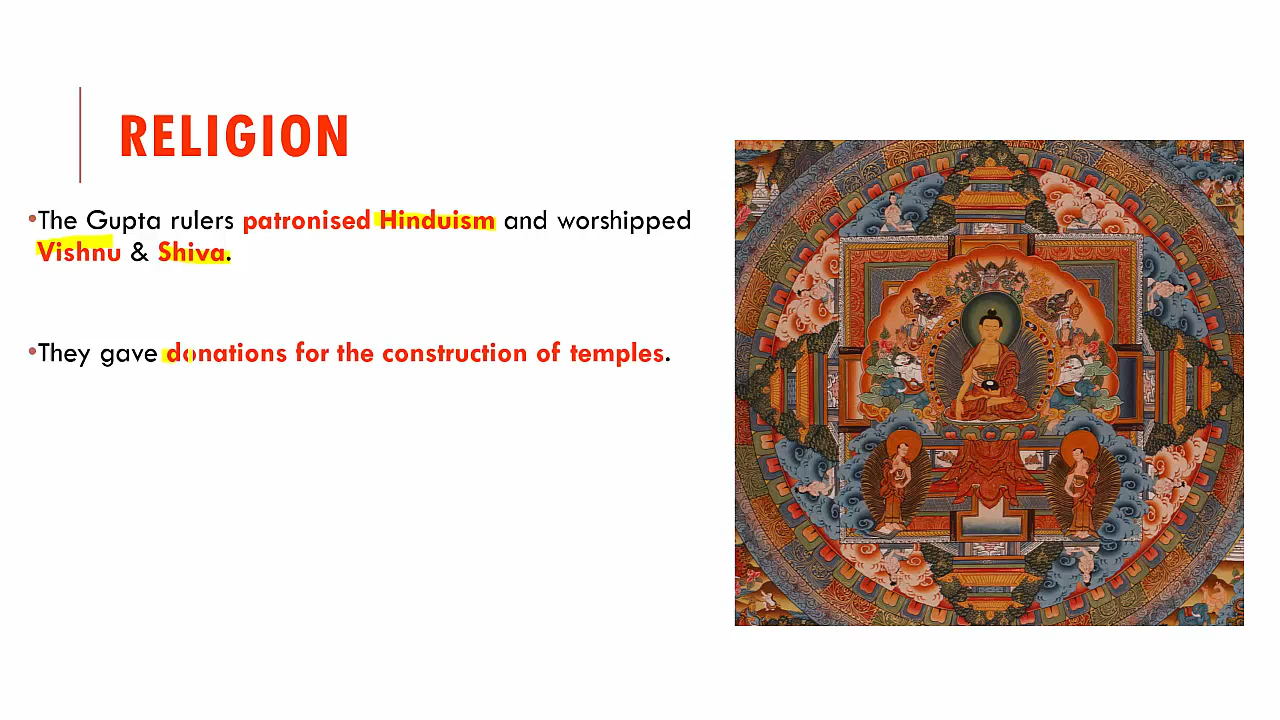 RELIGION
•The Gupta rulers patronised Hinduism and worshipped
Vishnu & Shiva.
•They gave donations for the construction of temples.